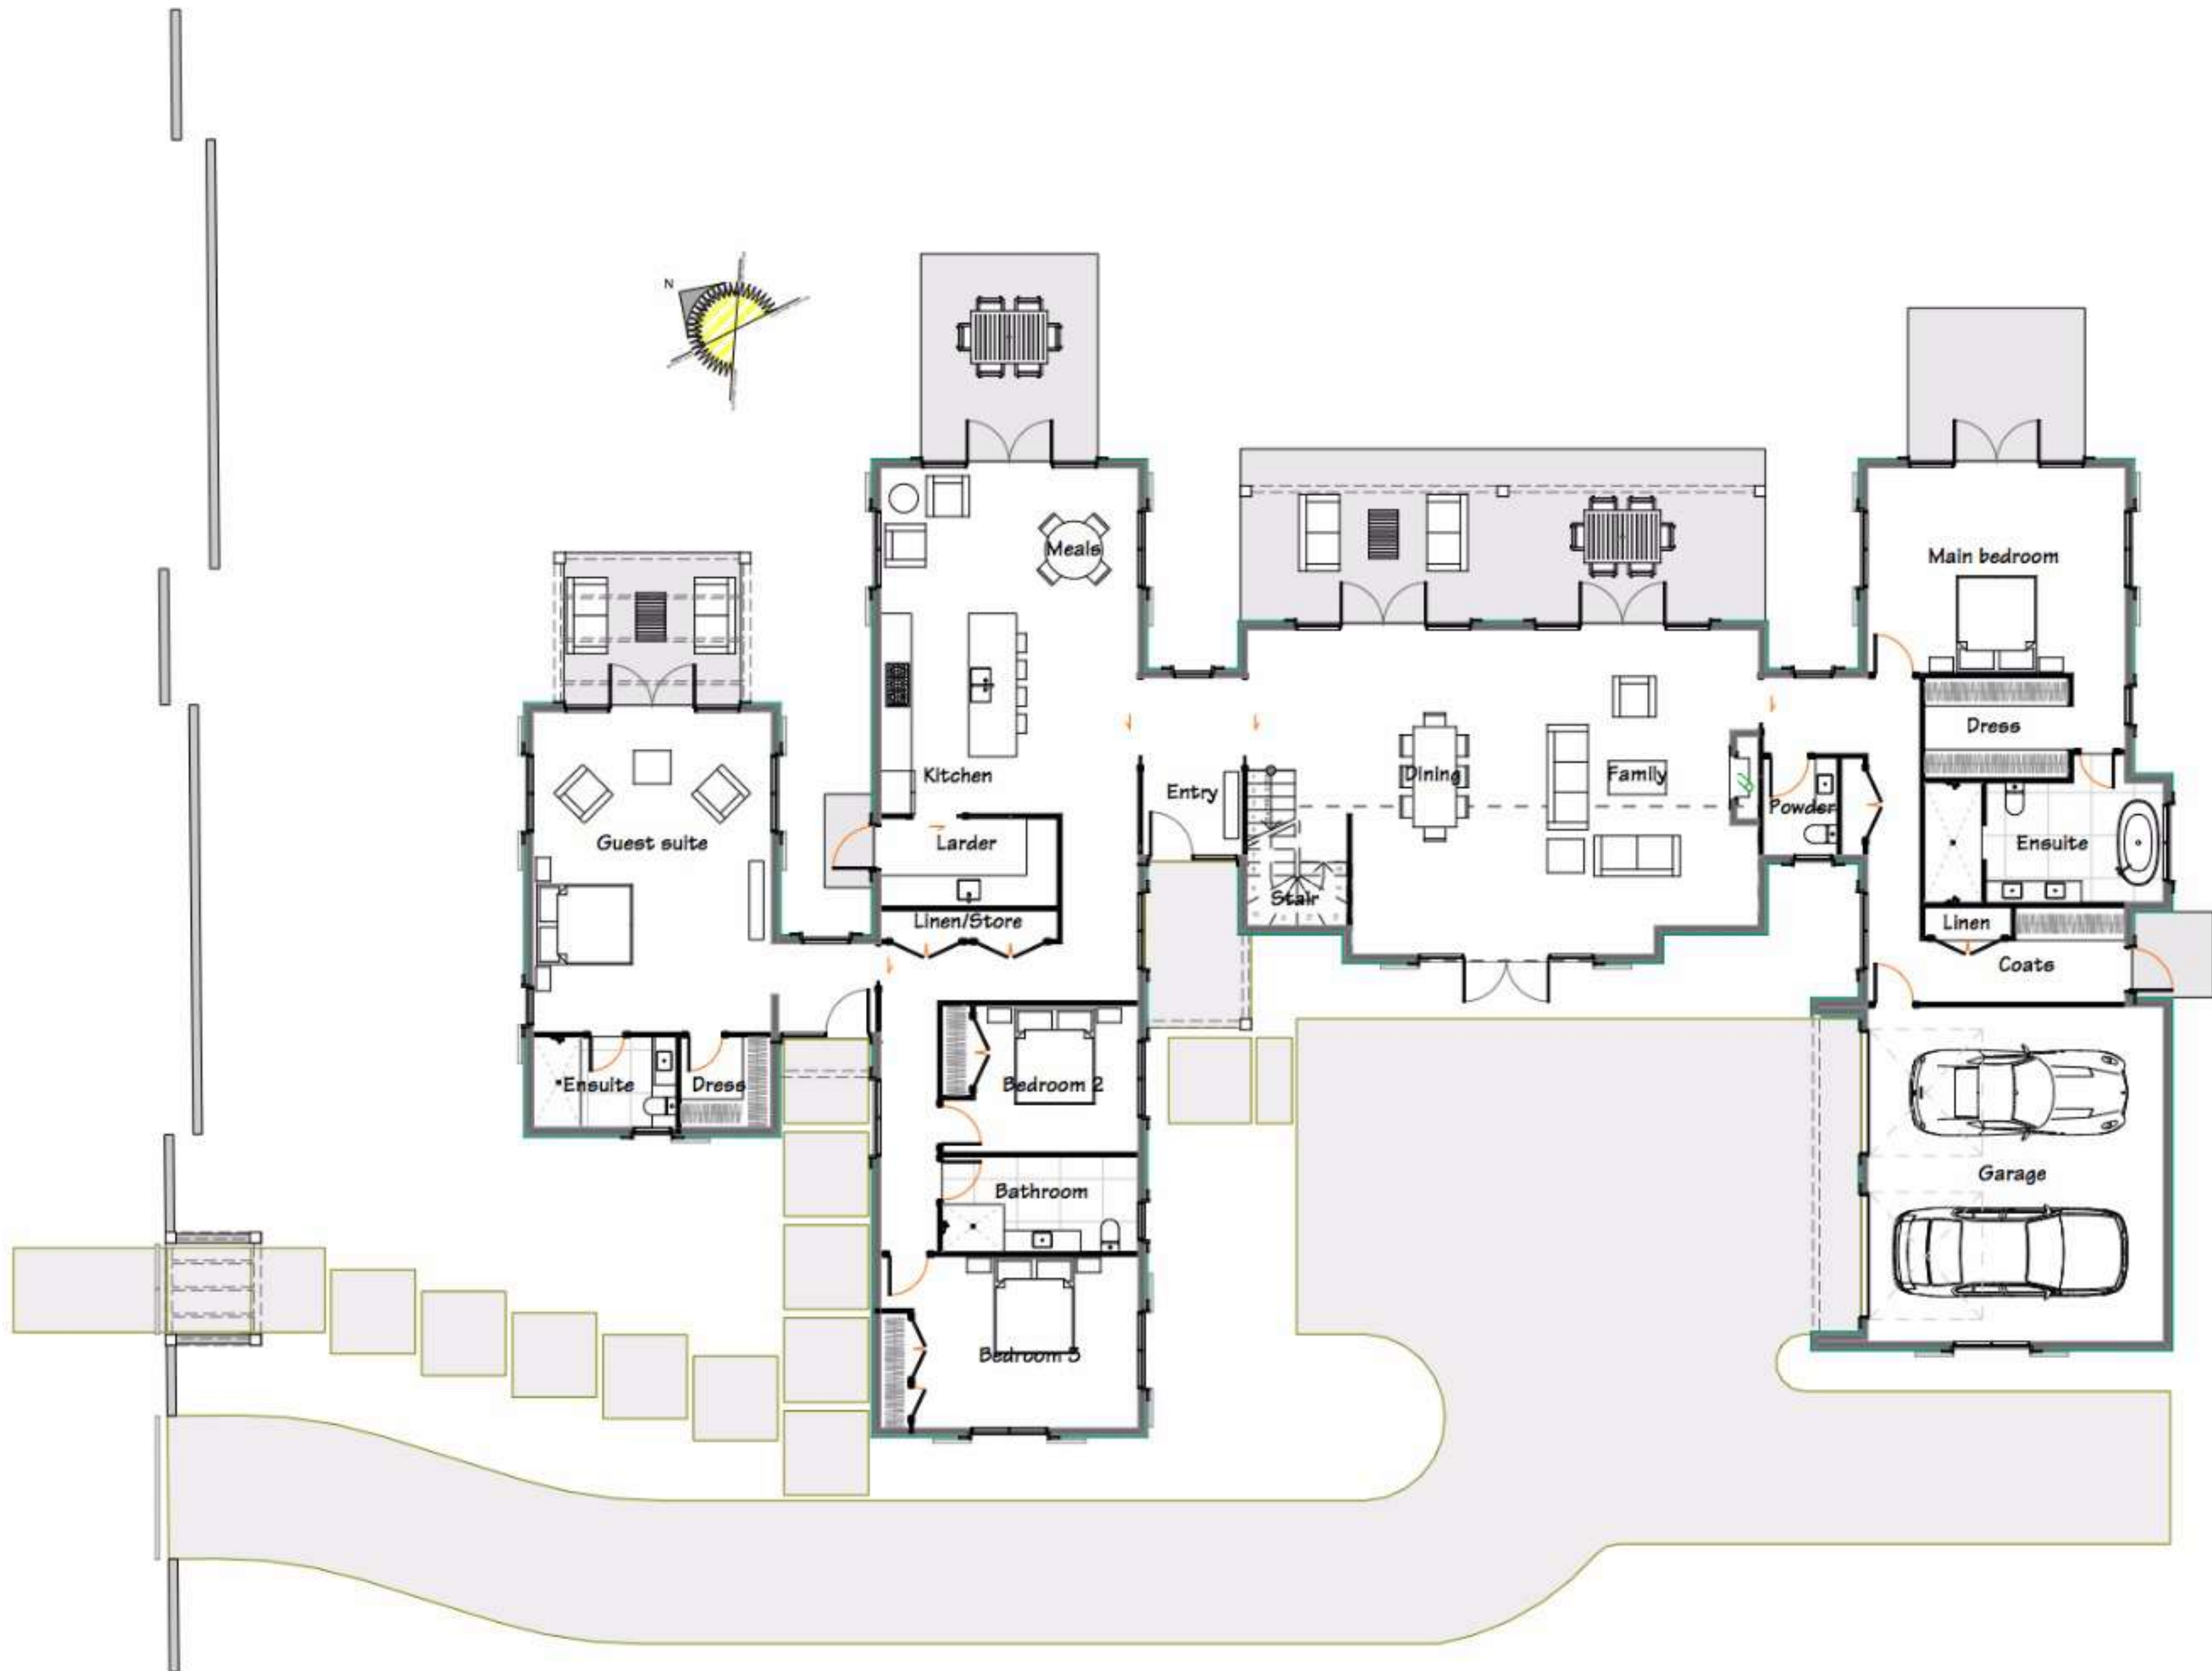 N
Meals
Main bedroom
Dress
Kitchen
Entry
Dining
Family
Powder
Guest suite
Larder
Ensuite
Stair
Linen/Store
Linen
Coats
Ensuite
Dress
Bedroom 2
Garage
Bathroom
Bedroom 3